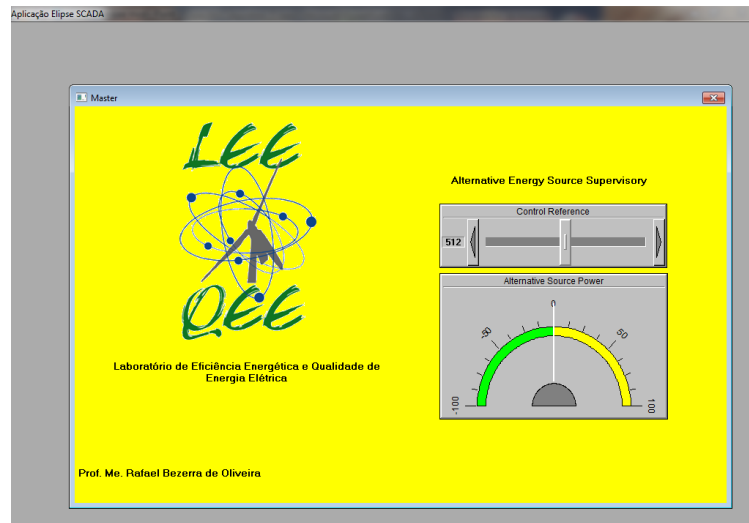 Aplicação Elipse SCADA
Master
LEE
QEE
Laboratório de Eficiência Energética e Qualidade de
Energia Elétrica
Prof. Me. Rafael Bezerra de Oliveira
Alternative Energy Source Supervisory
Control Reference
512
Alternative Source Power
0
-50
50
-100
100